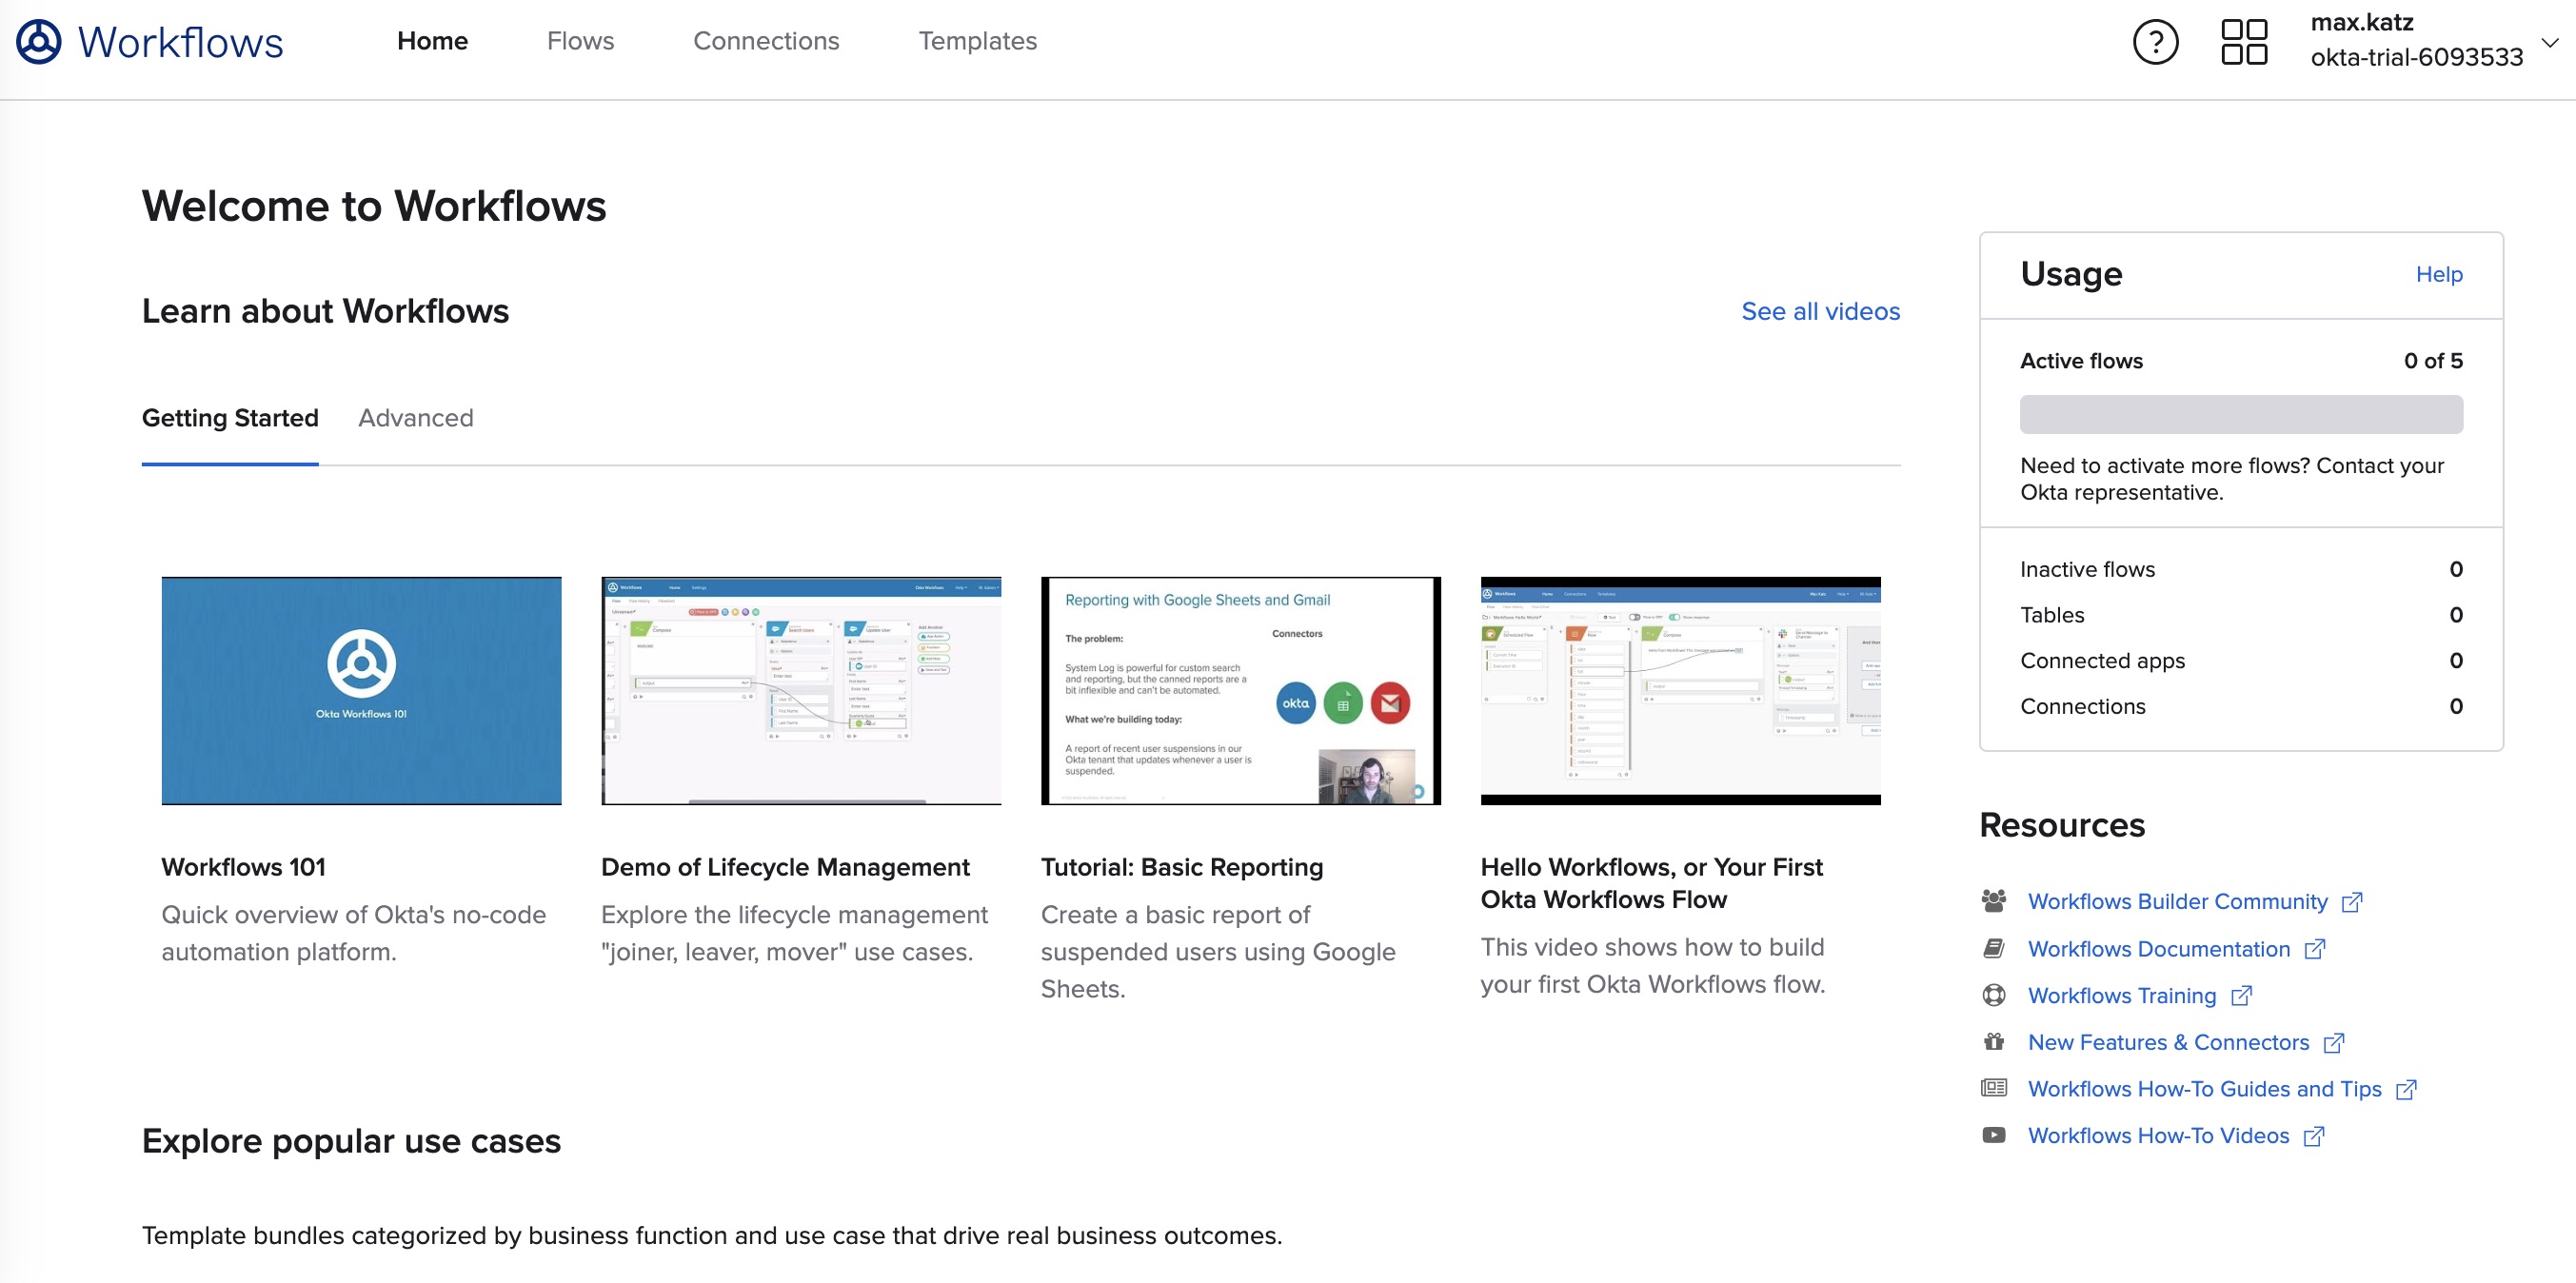 Workflows
Home
Flows
Connections
Templates
max.katz
okta-trial-6093533
Welcome to Workflows
Learn about Workflows
See all videos
Getting Started
Advanced
Okta Workflows 101
Workflows 101
Quick overview of Okta's no-code
automation platform.
Demo of Lifecycle Management
Explore the lifecycle management
"joiner, leaver, mover" use cases.
Reporting with Google Sheets and Gmail
The problem:
Connectors
System Log is powerful for custom search
and reporting, but the canned reports are a
bit inflexible and can't be automated.
okta
What we're building today:
A report of recent user suspensions in our
Okta tenant that updates whenever a user is
suspended.
Tutorial: Basic Reporting
Create a basic report of
suspended users using Google
Sheets.
Hello Workflows, or Your First
Okta Workflows Flow
This video shows how to build
your first Okta Workflows flow.
Explore popular use cases
Template bundles categorized by business function and use case that drive real business outcomes.
Usage
Help
Active flows
0 of 5
Need to activate more flows? Contact your
Okta representative.
Inactive flows 0
Tables 0
Connected apps 0
Connections 0
Resources
Workflows Builder Community
Workflows Documentation
Workflows Training
New Features & Connectors
Workflows How-To Guides and Tips
Workflows How-To Videos